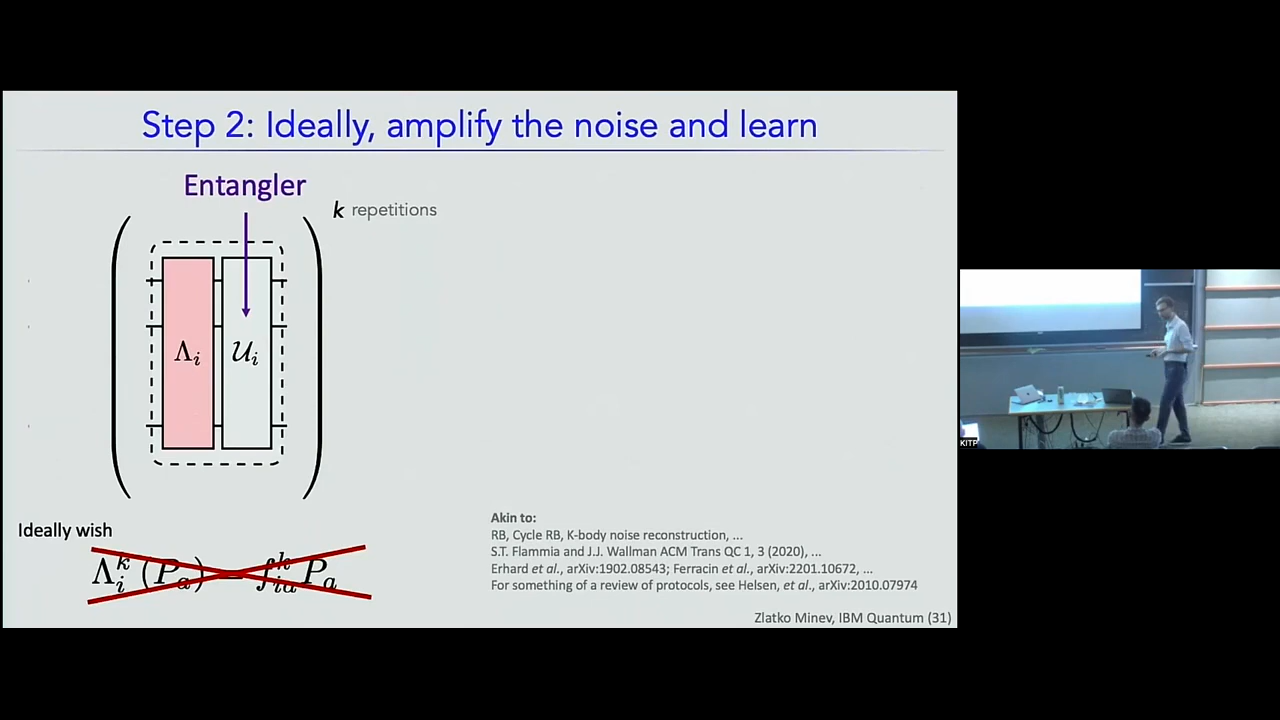 Step 2: Ideally, amplify the noise and learn
Entangler
k repetitions
Λᵢ
𝒰ᵢ
Ideally wish
Λᵢᵏ (Pₐ) = fᵢₐᵏ Pₐ
Akin to:
RB, Cycle RB, K-body noise reconstruction, ...
S.T. Flammia and J.J. Wallman ACM Trans QC 1, 3 (2020), ...
Erhard et al., arXiv:1902.08543; Ferracin et al., arXiv:2201.10672, ...
For something of a review of protocols, see Helsen, et al., arXiv:2010.07974
Zlatko Minev, IBM Quantum (31)
KITP